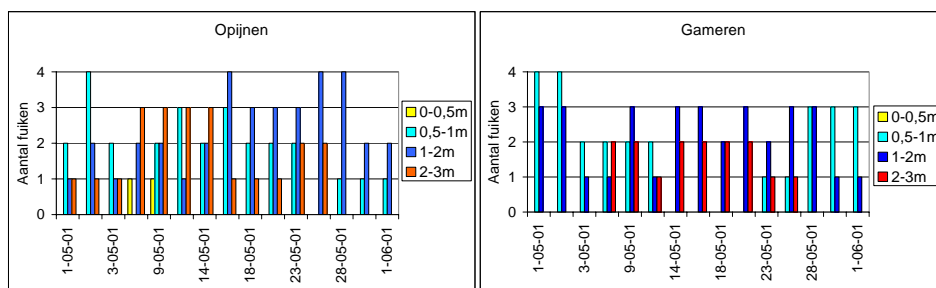 Opijnen
Aantal fuiken
4
3
2
1
0
1-05-01
3-05-01
9-05-01
14-05-01
18-05-01
23-05-01
28-05-01
1-06-01
0-0,5m
0,5-1m
1-2m
2-3m
Gameren
Aantal fuiken
4
3
2
1
0
1-05-01
3-05-01
9-05-01
14-05-01
18-05-01
23-05-01
28-05-01
1-06-01
0-0,5m
0,5-1m
1-2m
2-3m